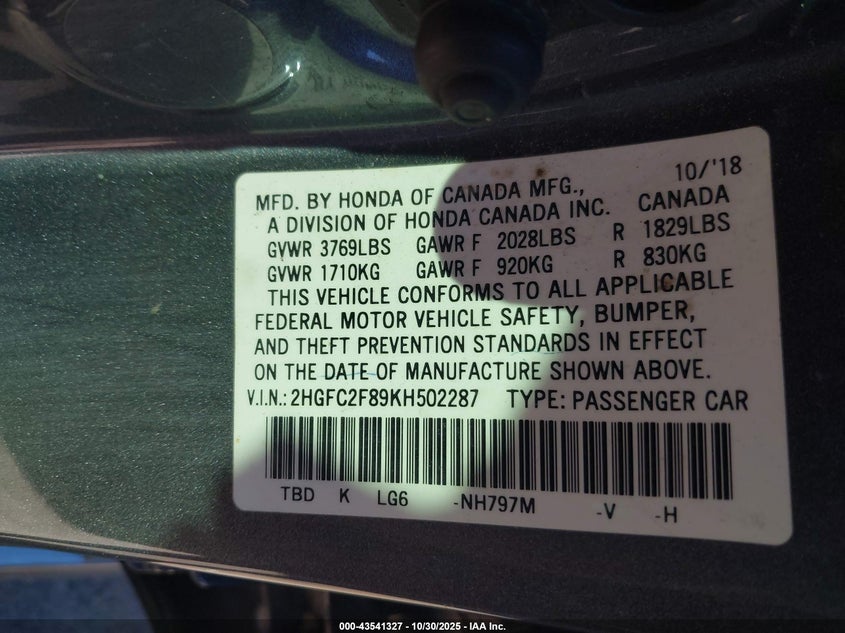 10/'18
MFD. BY HONDA OF CANADA MFG., CANADA
A DIVISION OF HONDA CANADA INC.
GVWR 3769LBS GAWR F 2028LBS R 1829LBS
GVWR 1710KG GAWR F 920KG R 830KG
THIS VEHICLE CONFORMS TO ALL APPLICABLE
FEDERAL MOTOR VEHICLE SAFETY, BUMPER,
AND THEFT PREVENTION STANDARDS IN EFFECT
ON THE DATE OF MANUFACTURE SHOWN ABOVE.
V.I.N.: 2HGFC2F89KH502287 TYPE: PASSENGER CAR
TBD K LG6 -NH797M -V -H
000-43541327 - 10/30/2025 - IAA Inc.